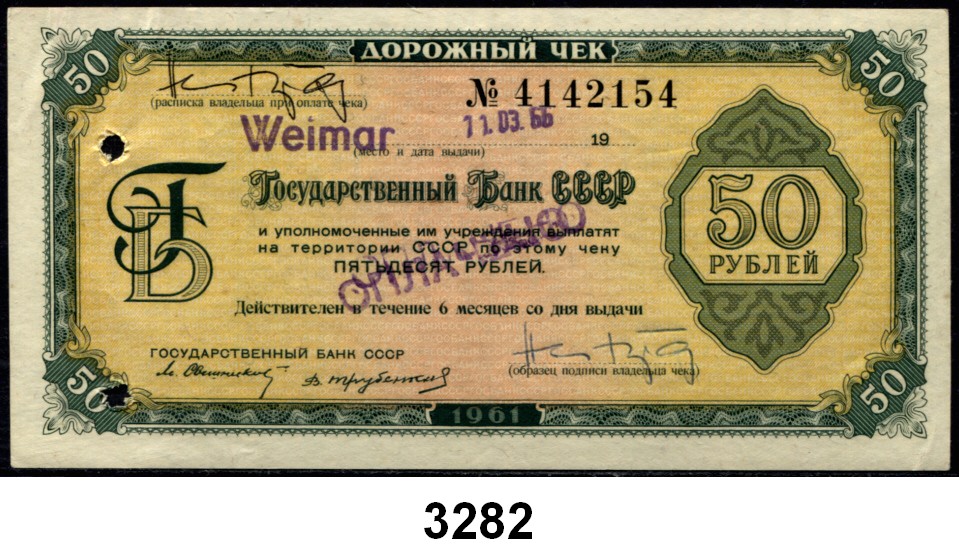 50 ДОРОЖНЫЙ ЧЕК 50
(расписка владельца при оплате чека)
№ 4142154
Weimar 11.03.66 19
(место и дата выдачи)
Государственный Банк СССР
ГБ
и уполномоченные им учреждения выплатят
на территории СССР по этому чеку
ПЯТЬДЕСЯТ РУБЛЕЙ.
ОПЛАЧЕНО
50
РУБЛЕЙ
Действителен в течение 6 месяцев со дня выдачи
ГОСУДАРСТВЕННЫЙ БАНК СССР
(образец подписи владельца чека)
50 1961 50
3282